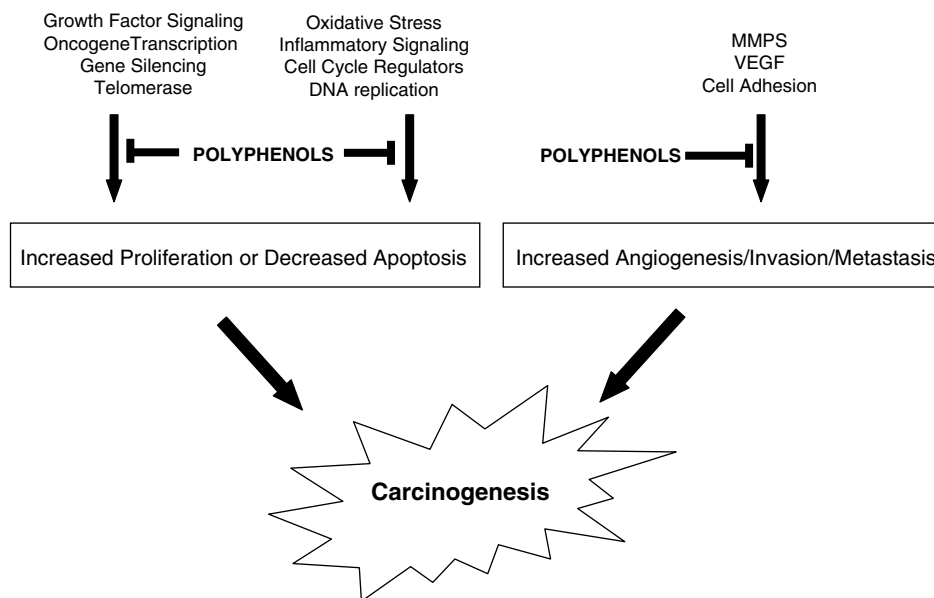 Growth Factor Signaling
OncogeneTranscription
Gene Silencing
Telomerase
Oxidative Stress
Inflammatory Signaling
Cell Cycle Regulators
DNA replication
MMPS
VEGF
Cell Adhesion
POLYPHENOLS
POLYPHENOLS
Increased Proliferation or Decreased Apoptosis
Increased Angiogenesis/Invasion/Metastasis
Carcinogenesis